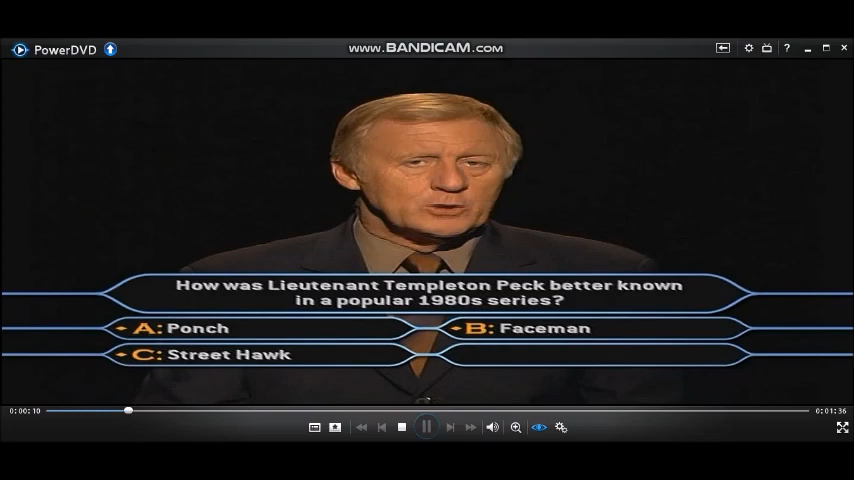 PowerDVD
www.BANDICAM.com
?
How was Lieutenant Templeton Peck better known
in a popular 1980s series?
A: Ponch
B: Faceman
C: Street Hawk
0:00:10
0:01:36